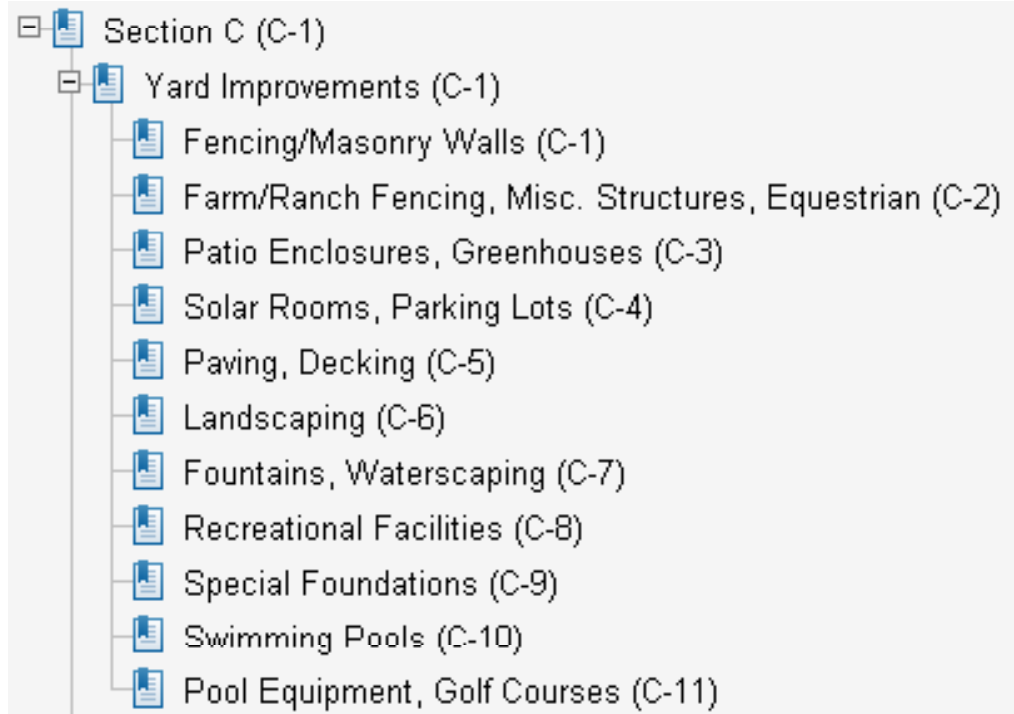 Section C (C-1)
Yard Improvements (C-1)
Fencing/Masonry Walls (C-1)
Farm/Ranch Fencing, Misc. Structures, Equestrian (C-2)
Patio Enclosures, Greenhouses (C-3)
Solar Rooms, Parking Lots (C-4)
Paving, Decking (C-5)
Landscaping (C-6)
Fountains, Waterscaping (C-7)
Recreational Facilities (C-8)
Special Foundations (C-9)
Swimming Pools (C-10)
Pool Equipment, Golf Courses (C-11)